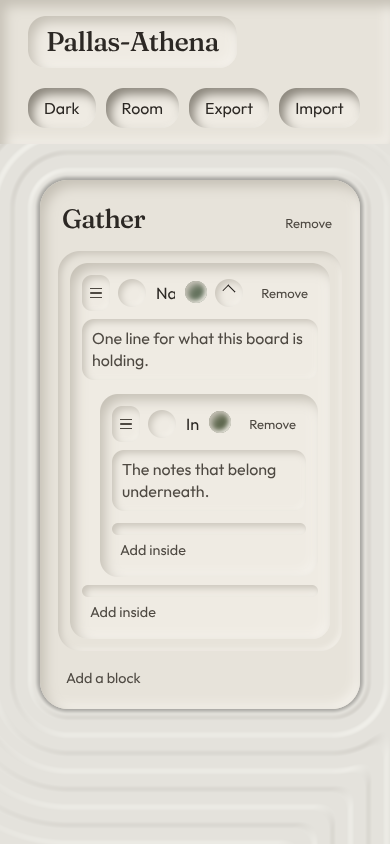 Pallas-Athena
Dark Room Export Import
Gather Remove
Na Remove
One line for what this board is
holding.
In Remove
The notes that belong
underneath.
Add inside
Add inside
Add a block